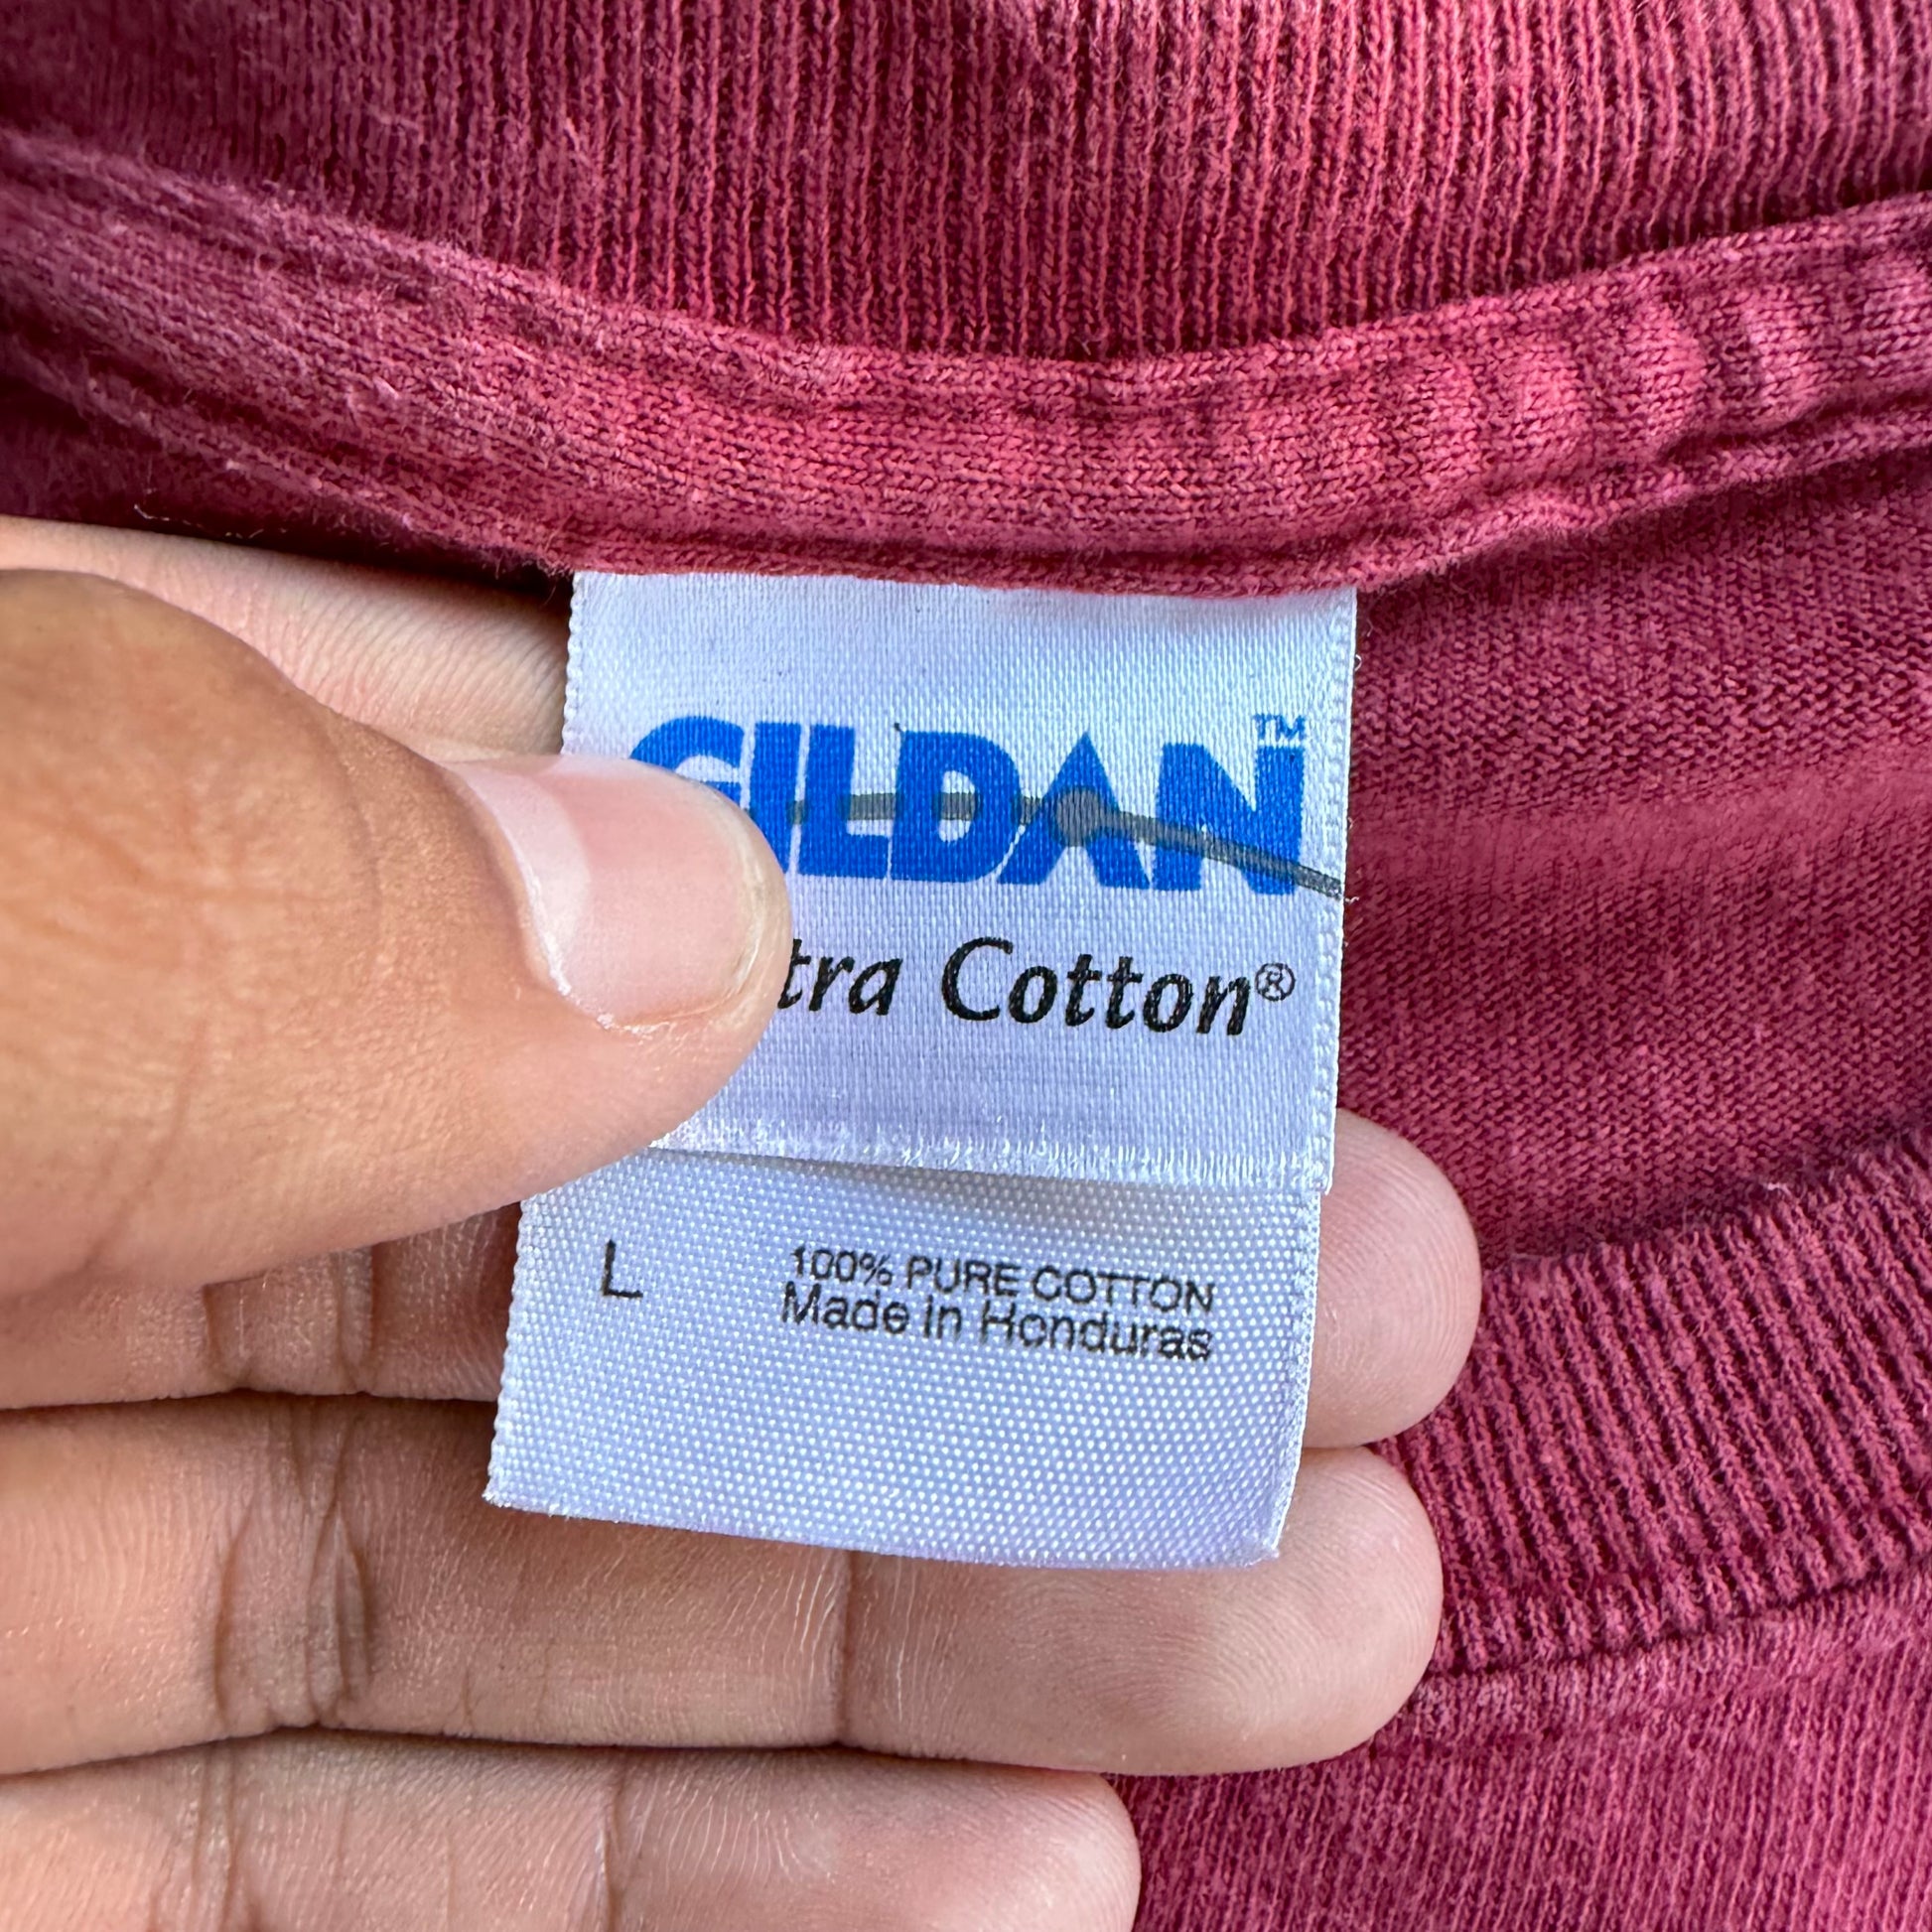 GILDAN™
tra Cotton®
L 100% PURE COTTON
Made in Honduras